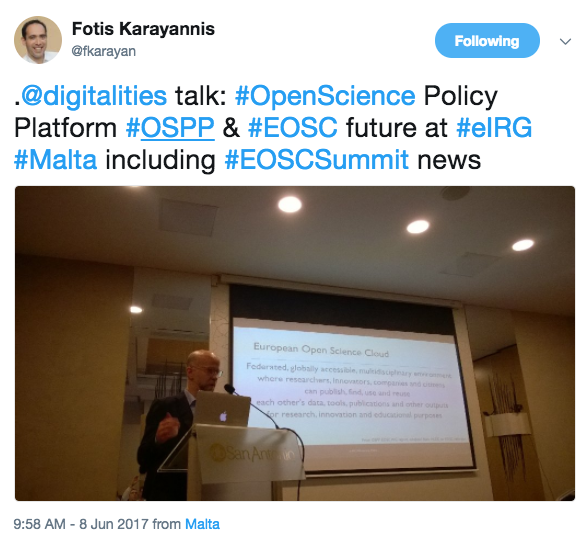 Fotis Karayannis
@fkarayan
Following
.@digitalities talk: #OpenScience Policy
Platform #OSPP & #EOSC future at #eIRG
#Malta including #EOSCSummit news
European Open Science Cloud
Federated, globally accessible, multidisciplinary environment
where researchers, innovators, companies and citizens
can publish, find, use and reuse
each other's data, tools, publications and other outputs
for research, innovation and educational purposes
San An
9:58 AM - 8 Jun 2017 from Malta